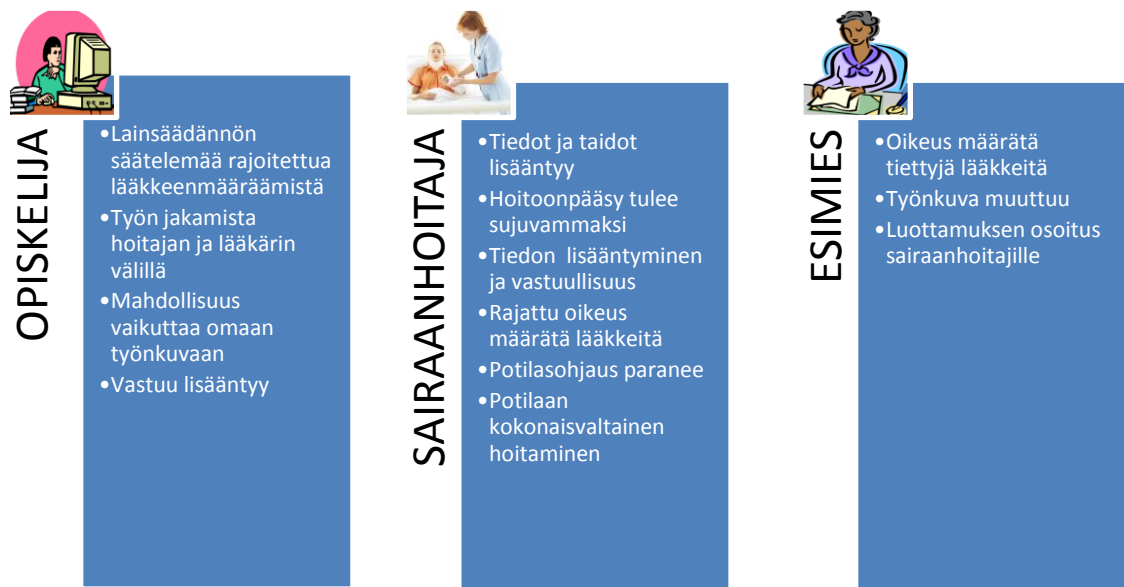 OPISKELIJA
•Lainsäädännön
säätelemää rajoitettua
lääkkeenmääräämistä
•Työn jakamista
hoitajan ja lääkärin
välillä
•Mahdollisuus
vaikuttaa omaan
työnkuvaan
•Vastuu lisääntyy
SAIRAANHOITAJA
•Tiedot ja taidot
lisääntyy
•Hoitoonpääsy tulee
sujuvammaksi
•Tiedon lisääntyminen
ja vastuullisuus
•Rajattu oikeus
määrätä lääkkeitä
•Potilasohjaus paranee
•Potilaan
kokonaisvaltainen
hoitaminen
ESIMIES
•Oikeus määrätä
tiettyjä lääkkeitä
•Työnkuva muuttuu
•Luottamuksen osoitus
sairaanhoitajille